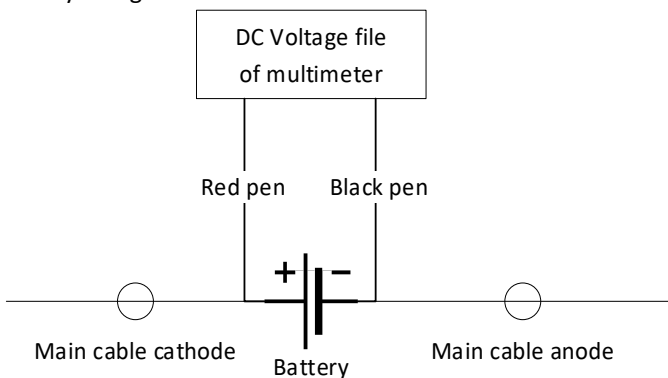 DC Voltage file
of multimeter
Red pen
Black pen
+ −
Main cable cathode
Main cable anode
Battery